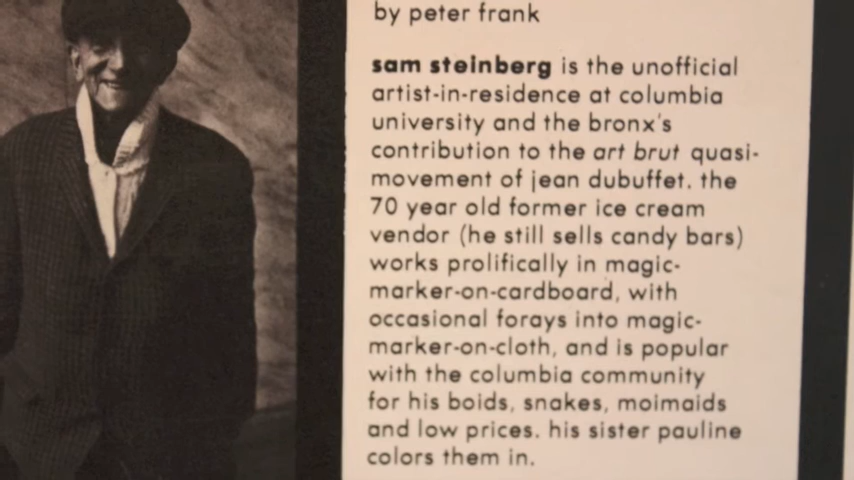 by peter frank
sam steinberg is the unofficial
artist-in-residence at columbia
university and the bronx's
contribution to the art brut quasi-
movement of jean dubuffet. the
70 year old former ice cream
vendor (he still sells candy bars)
works prolifically in magic-
marker-on-cardboard, with
occasional forays into magic-
marker-on-cloth, and is popular
with the columbia community
for his boids, snakes, moimaids
and low prices. his sister pauline
colors them in.